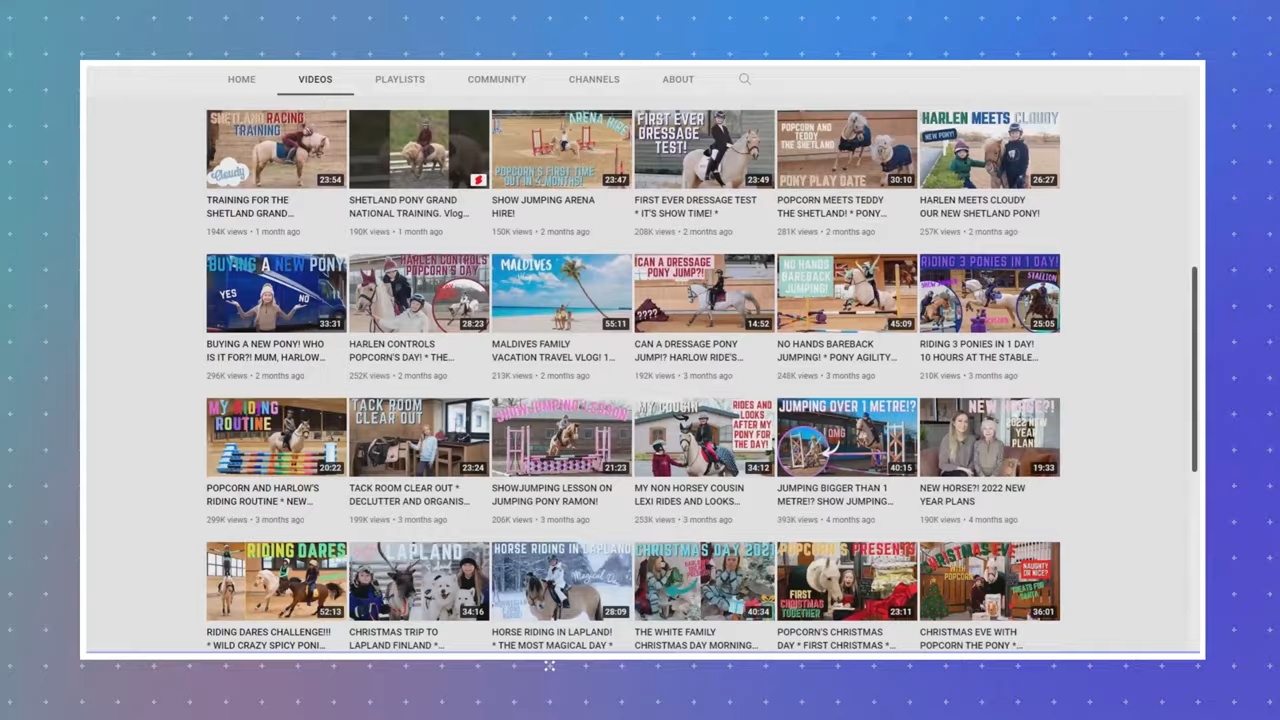 HOME VIDEOS PLAYLISTS COMMUNITY CHANNELS ABOUT
SHETLAND RACING
TRAINING
Cloudy
23:54
ARENA HIRE
POPCORN'S FIRST TIME
OUT IN 4 MONTHS!
23:47
FIRST EVER
DRESSAGE
TEST!
23:49
POPCORN AND
TEDDY
THE SHETLAND
PONY PLAY DATE
30:10
HARLEN MEETS CLOUDY
NEW PONY!
26:27
TRAINING FOR THE
SHETLAND GRAND...
194K views • 1 month ago
SHETLAND PONY GRAND
NATIONAL TRAINING. Vlog...
190K views • 1 month ago
SHOW JUMPING ARENA
HIRE!
150K views • 2 months ago
FIRST EVER DRESSAGE TEST
* IT'S SHOW TIME! *
208K views • 2 months ago
POPCORN MEETS TEDDY
THE SHETLAND! * PONY...
281K views • 2 months ago
HARLEN MEETS CLOUDY
OUR NEW SHETLAND PONY!
257K views • 2 months ago
BUYING A NEW PONY
YES
NO
33:31
HARLEN CONTROLS
POPCORN'S DAY
28:23
MALDIVES
55:11
CAN A DRESSAGE
PONY JUMP?!
????
14:52
NO HANDS
BAREBACK
JUMPING!
45:09
RIDING 3 PONIES IN 1 DAY!
STALLION
25:05
BUYING A NEW PONY! WHO
IS IT FOR?! MUM, HARLOW...
296K views • 2 months ago
HARLEN CONTROLS
POPCORN'S DAY! * THE...
252K views • 2 months ago
MALDIVES FAMILY
VACATION TRAVEL VLOG! 1...
213K views • 2 months ago
CAN A DRESSAGE PONY
JUMP!? HARLOW RIDE'S...
192K views • 3 months ago
NO HANDS BAREBACK
JUMPING! * PONY AGILITY...
248K views • 3 months ago
RIDING 3 PONIES IN 1 DAY!
10 HOURS AT THE STABLE...
210K views • 3 months ago
MY RIDING
ROUTINE
20:22
TACK ROOM
CLEAR OUT
23:24
SHOWJUMPING LESSON
21:23
MY COUSIN
RIDES AND
LOOKS
AFTER MY
PONY FOR
THE DAY!
34:12
JUMPING OVER 1 METRE!?
OMG
40:15
NEW HORSE?!
2022 NEW
YEAR
PLANS
19:33
POPCORN AND HARLOW'S
RIDING ROUTINE * NEW...
299K views • 3 months ago
TACK ROOM CLEAR OUT *
DECLUTTER AND ORGANIS...
199K views • 3 months ago
SHOWJUMPING LESSON ON
JUMPING PONY RAMON!
206K views • 3 months ago
MY NON HORSEY COUSIN
LEXI RIDES AND LOOKS...
253K views • 3 months ago
JUMPING BIGGER THAN 1
METRE!? SHOW JUMPING...
393K views • 4 months ago
NEW HORSE?! 2022 NEW
YEAR PLANS
190K views • 4 months ago
RIDING DARES
52:13
LAPLAND
34:16
HORSE RIDING IN LAPLAND
Magical Day
28:09
CHRISTMAS DAY 2021
40:34
POPCORN'S PRESENTS
FIRST
CHRISTMAS
TOGETHER
23:11
CHRISTMAS EVE
WITH
POPCORN
NAUGHTY
OR NICE?
TREATS FOR
SANTA
36:01
RIDING DARES CHALLENGE!!!
* WILD CRAZY SPICY PONI...
CHRISTMAS TRIP TO
LAPLAND FINLAND *...
HORSE RIDING IN LAPLAND!
* THE MOST MAGICAL DAY *
THE WHITE FAMILY
CHRISTMAS DAY MORNING...
POPCORN'S CHRISTMAS
DAY * FIRST CHRISTMAS *...
CHRISTMAS EVE WITH
POPCORN THE PONY *...